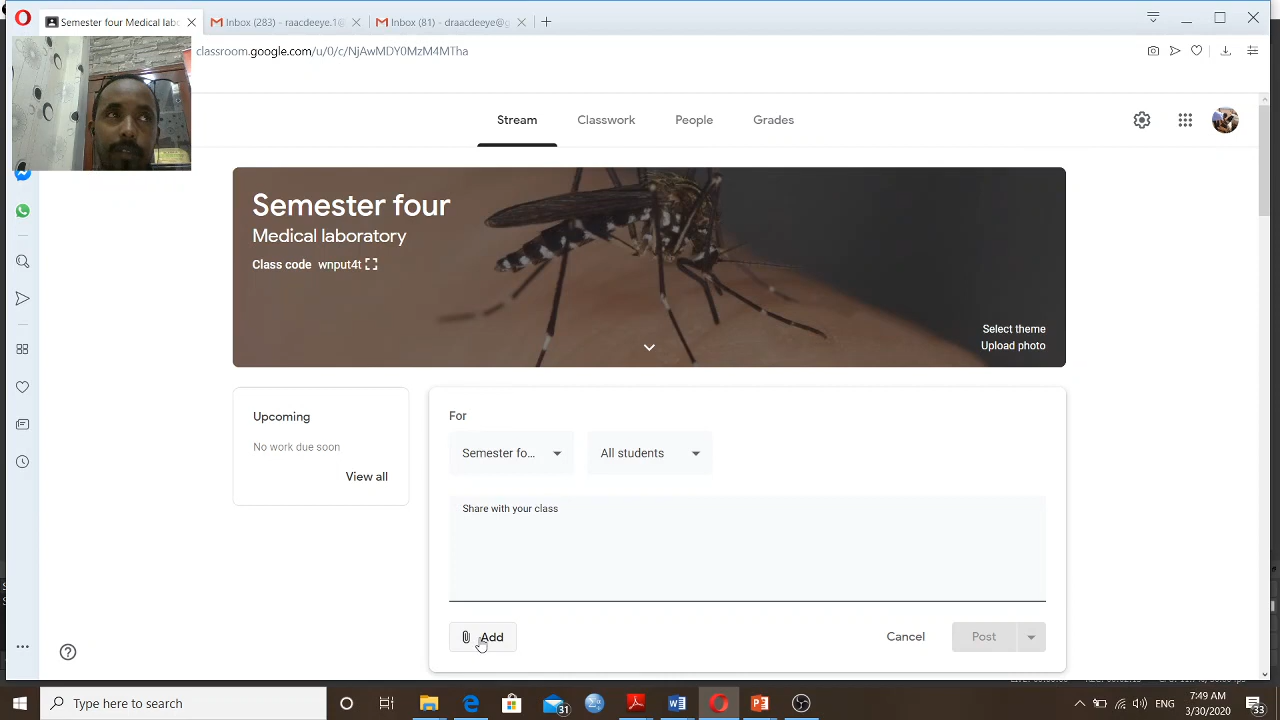 Semester four Medical labo
Inbox (283) - raacdeeye.1@
Inbox (81) - draacdeeye@g
classroom.google.com/u/0/c/NjAwMDY0MzM4MTha
Stream
Classwork
People
Grades
Semester four
Medical laboratory
Class code wnput4t
Select theme
Upload photo
Upcoming
No work due soon
View all
For
Semester fo...
All students
Share with your class
Add
Cancel
Post
Type here to search
31
7:49 AM
3/30/2020
33